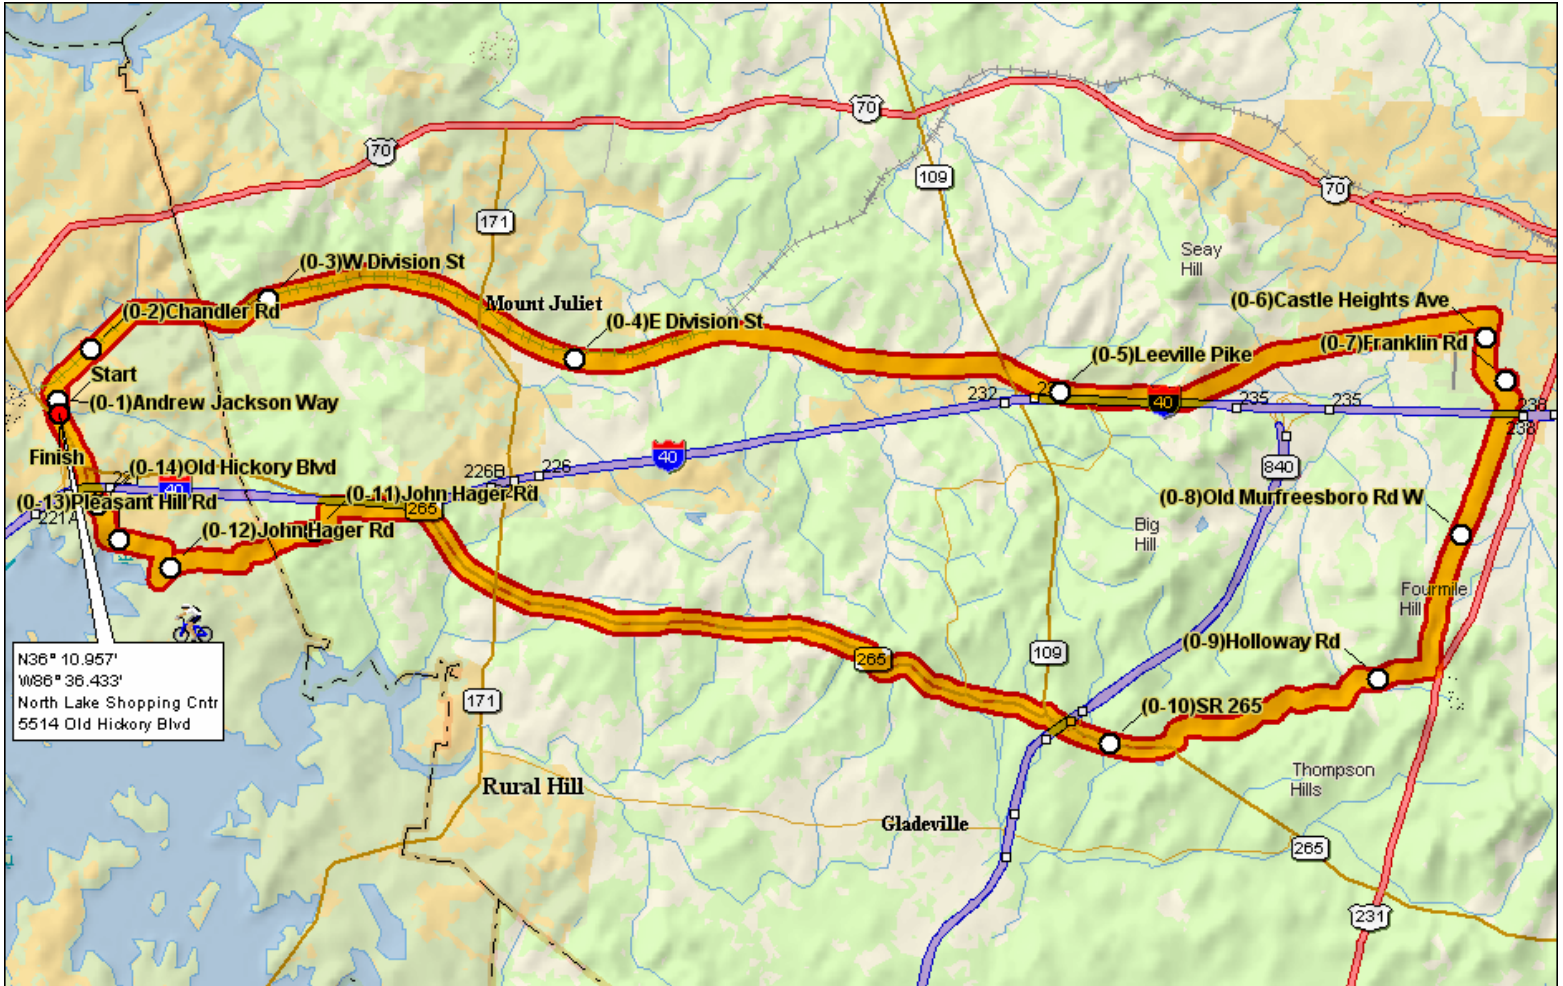 70
70
109
70
171
Seay
Hill
(0-3)W Division St
(0-6)Castle Heights Ave
(0-2)Chandler Rd
Mount Juliet
(0-4)E Division St
(0-7)Franklin Rd
(0-5)Leeville Pike
Start
(0-1)Andrew Jackson Way
232
40
235
235
238
238
Finish
40
226B
226
840
(0-14)Old Hickory Blvd
40
(0-11)John Hager Rd
(0-13)Pleasant Hill Rd
265
(0-8)Old Murfreesboro Rd W
221A
(0-12)John Hager Rd
Big
Hill
Fourmile
Hill
(0-9)Holloway Rd
N36° 10.957'
W86° 36.433'
North Lake Shopping Cntr
5514 Old Hickory Blvd
265
109
171
(0-10)SR 265
Rural Hill
Thompson
Hills
Gladeville
265
231